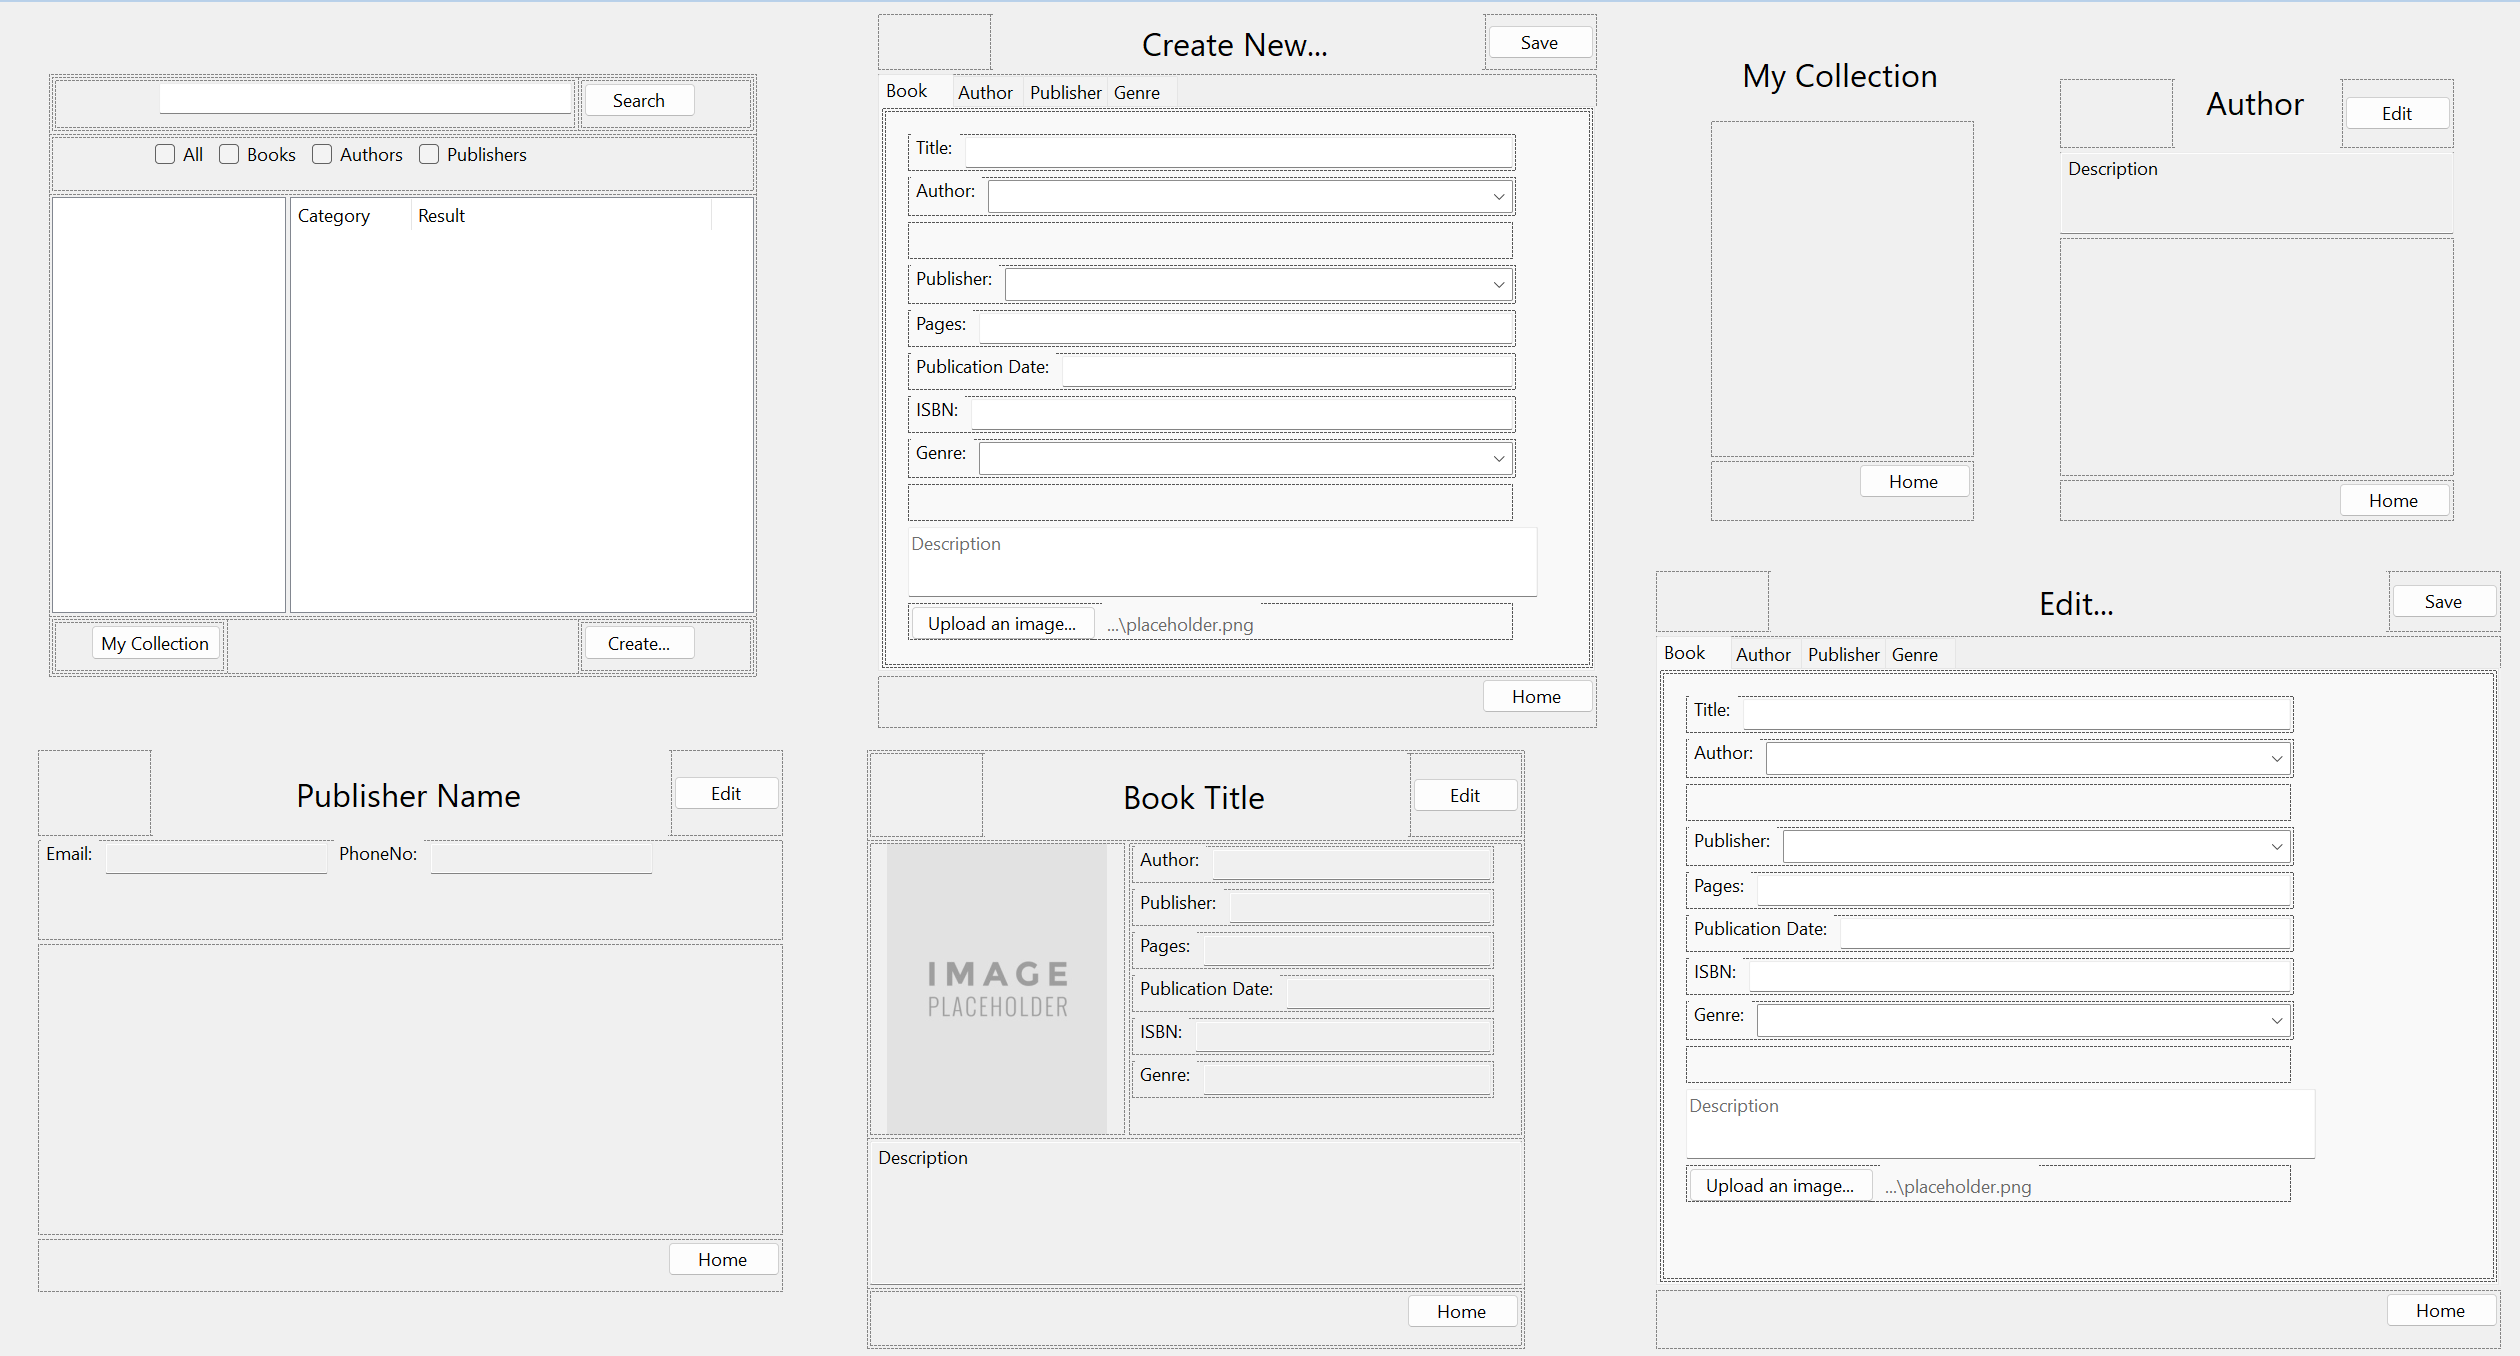 Search
All Books Authors Publishers
Category Result
My Collection Create...
Create New... Save
Book Author Publisher Genre
Title:
Author:
Publisher:
Pages:
Publication Date:
ISBN:
Genre:
Description
Upload an image... ...\placeholder.png
Home
My Collection
Home
Author Edit
Description
Home
Publisher Name Edit
Email: PhoneNo:
Home
Book Title Edit
IMAGE
PLACEHOLDER
Author:
Publisher:
Pages:
Publication Date:
ISBN:
Genre:
Description
Home
Edit... Save
Book Author Publisher Genre
Title:
Author:
Publisher:
Pages:
Publication Date:
ISBN:
Genre:
Description
Upload an image... ...\placeholder.png
Home